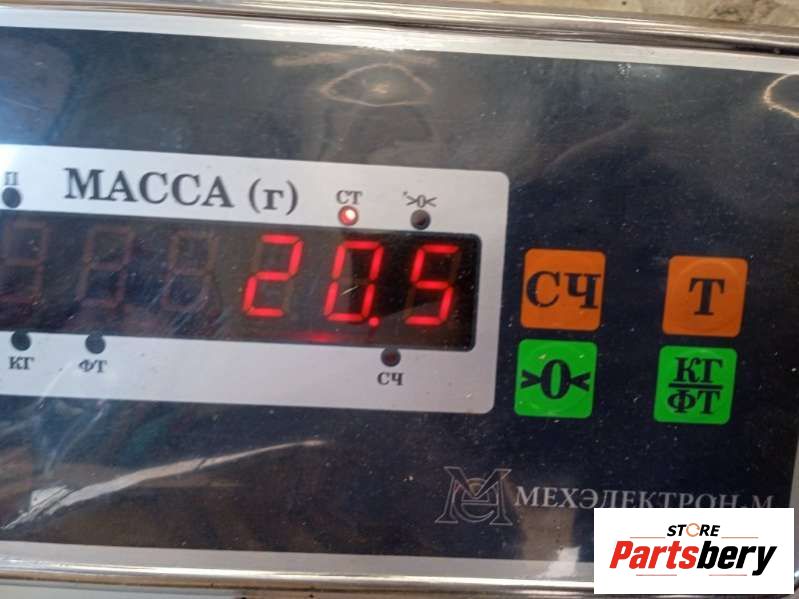 П
МАССА (г)
СТ
>0<
20.5
КГ
ФТ
СЧ
СЧ
Т
>0<
КГ
ФТ
МЕХЭЛЕКТРОН-М
STORE
Partsbery